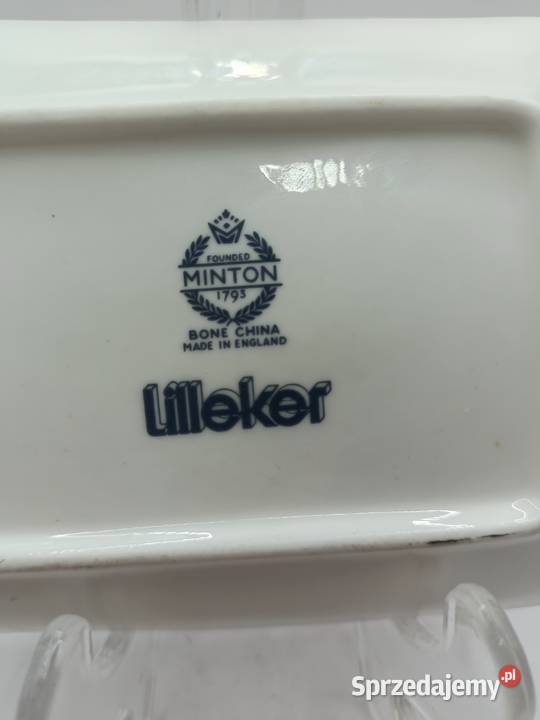 FOUNDED
MINTON
1793
BONE CHINA
MADE IN ENGLAND
Lilleker
Sprzedajemy.pl